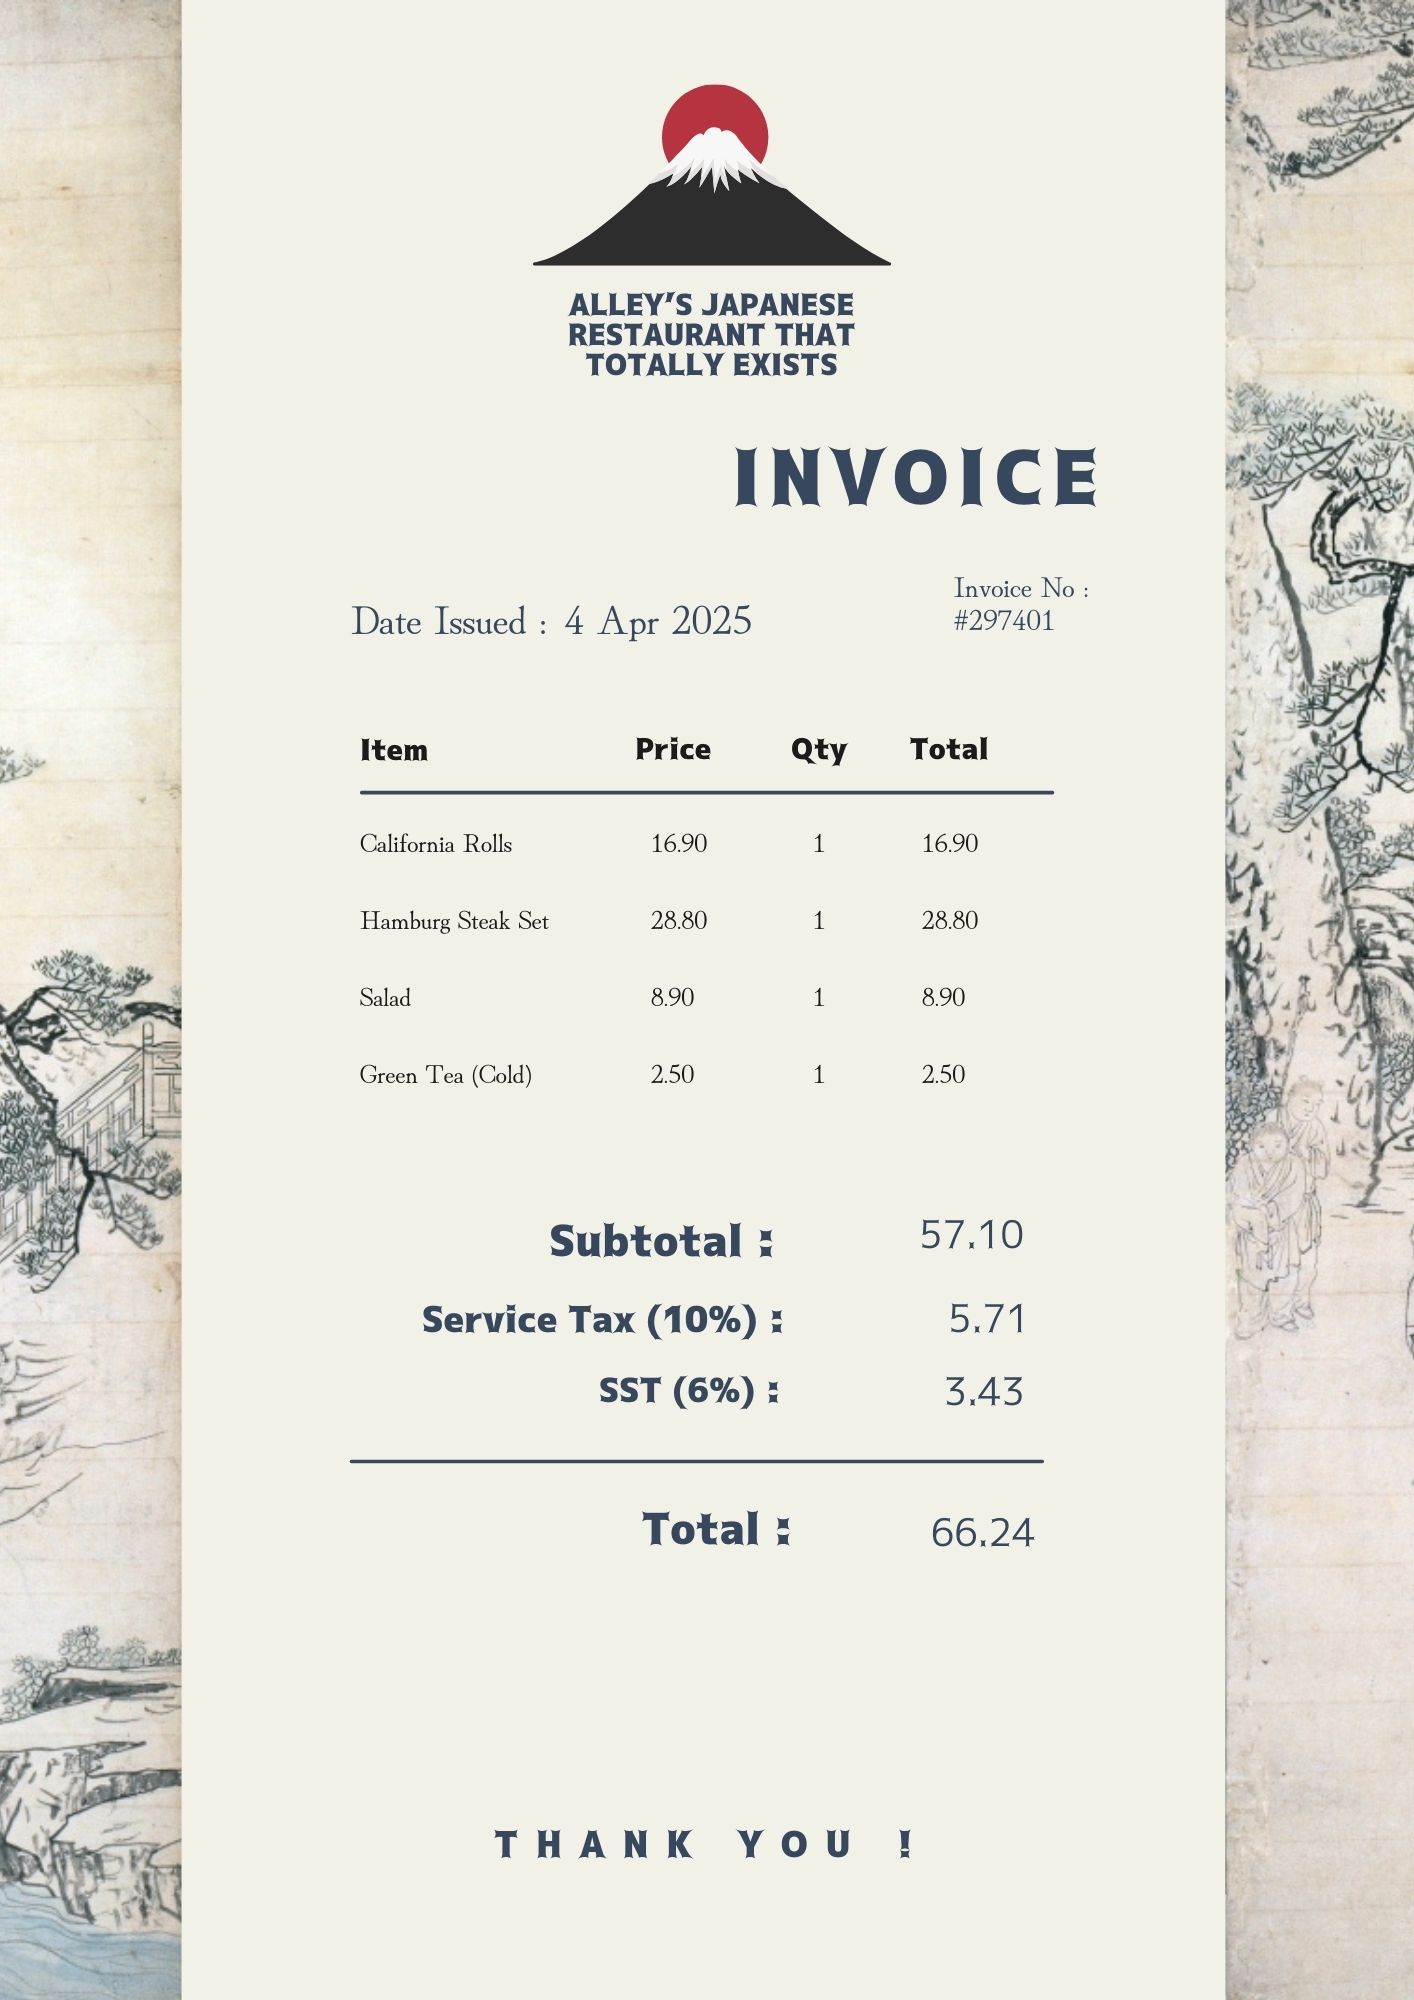 ALLEY'S JAPANESE
RESTAURANT THAT
TOTALLY EXISTS
INVOICE
Date Issued : 4 Apr 2025
Invoice No :
#297401
Item Price Qty Total
California Rolls 16.90 1 16.90
Hamburg Steak Set 28.80 1 28.80
Salad 8.90 1 8.90
Green Tea (Cold) 2.50 1 2.50
Subtotal : 57.10
Service Tax (10%) : 5.71
SST (6%) : 3.43
Total : 66.24
THANK YOU !